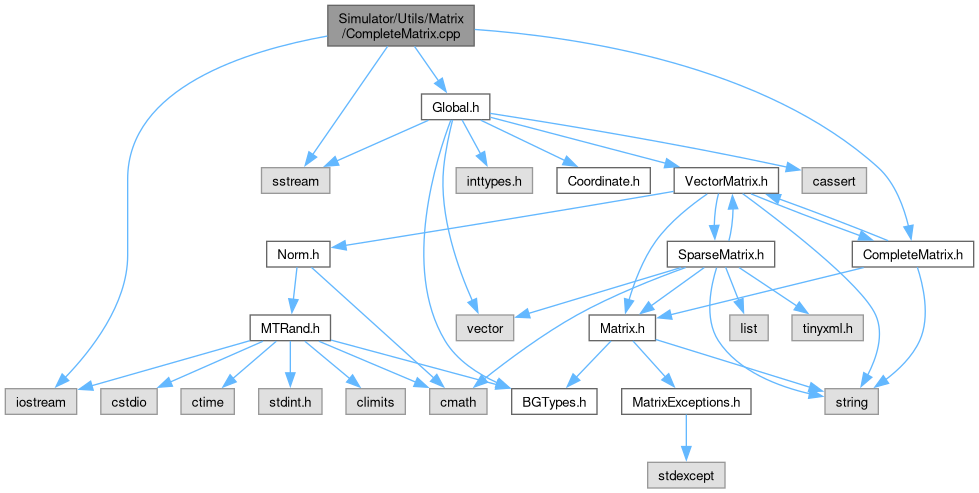 Simulator/Utils/Matrix
/CompleteMatrix.cpp
Global.h
sstream
inttypes.h
Coordinate.h
VectorMatrix.h
cassert
Norm.h
SparseMatrix.h
CompleteMatrix.h
MTRand.h
vector
Matrix.h
list
tinyxml.h
iostream
cstdio
ctime
stdint.h
climits
cmath
BGTypes.h
MatrixExceptions.h
string
stdexcept